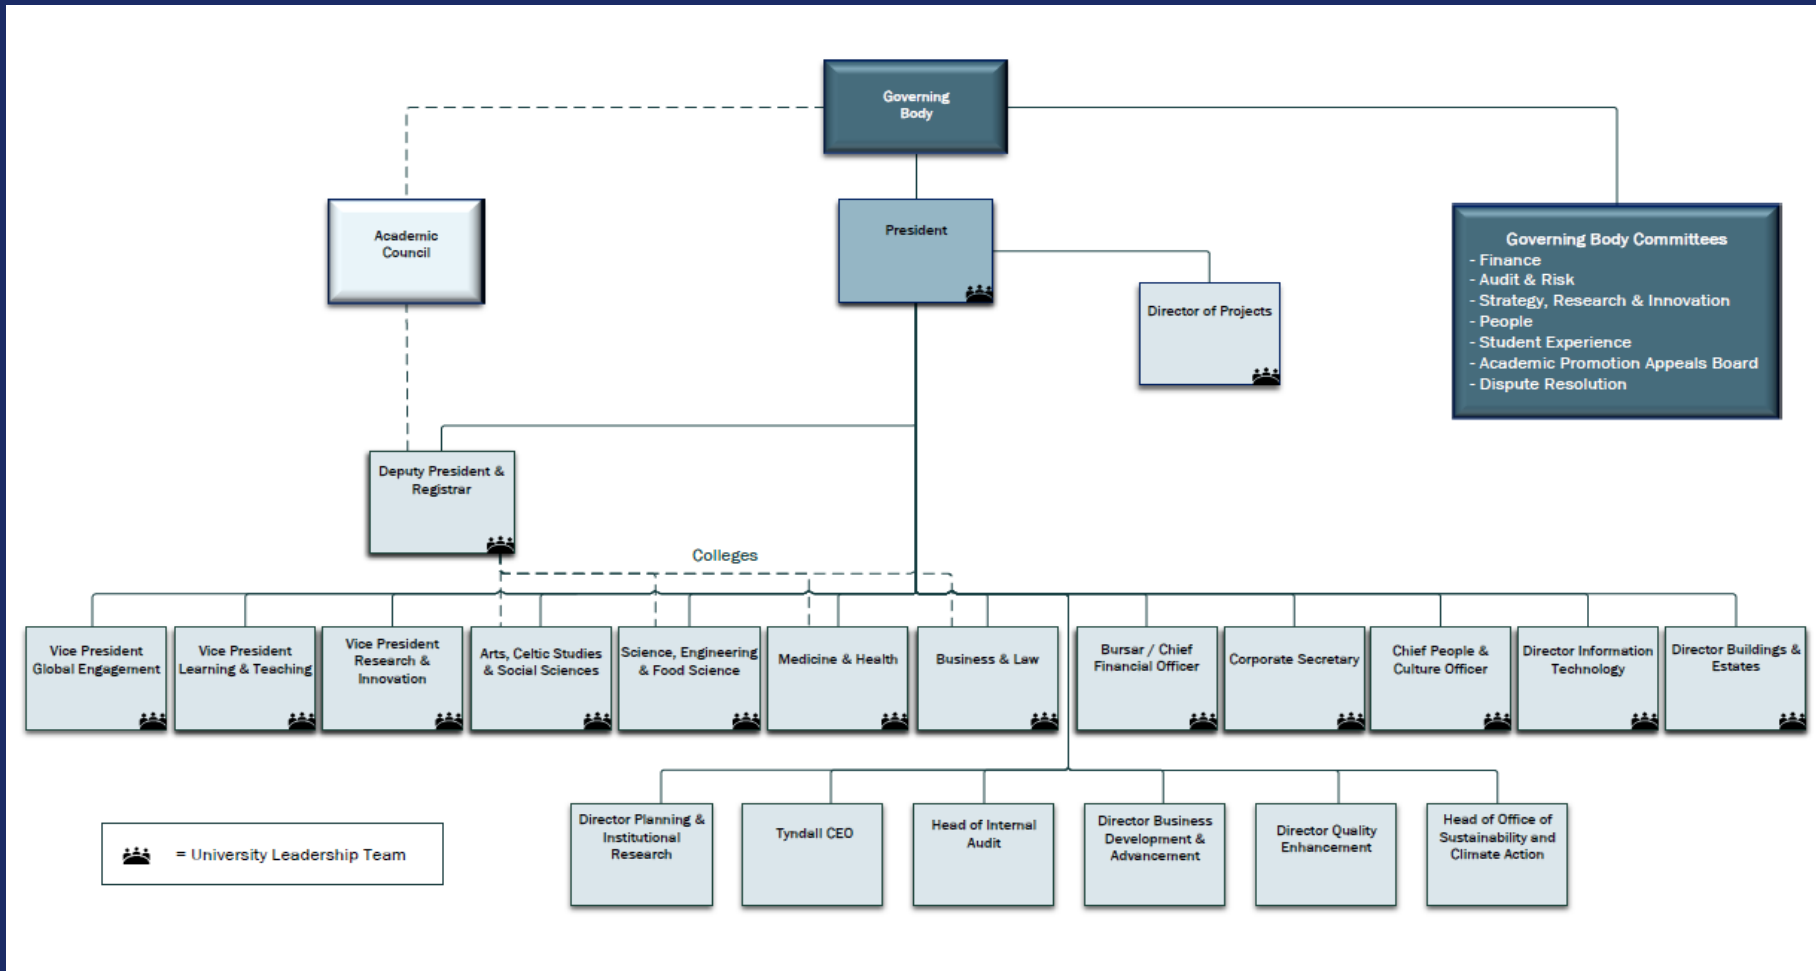 Governing
Body
Academic
Council
President
Governing Body Committees
- Finance
- Audit & Risk
- Strategy, Research & Innovation
- People
- Student Experience
- Academic Promotion Appeals Board
- Dispute Resolution
Director of Projects
Deputy President &
Registrar
Colleges
Vice President
Global Engagement
Vice President
Learning & Teaching
Vice President
Research &
Innovation
Arts, Celtic Studies
& Social Sciences
Science, Engineering
& Food Science
Medicine & Health
Business & Law
Bursar / Chief
Financial Officer
Corporate Secretary
Chief People &
Culture Officer
Director Information
Technology
Director Buildings &
Estates
Director Planning &
Institutional
Research
Tyndall CEO
Head of Internal
Audit
Director Business
Development &
Advancement
Director Quality
Enhancement
Head of Office of
Sustainability and
Climate Action
= University Leadership Team